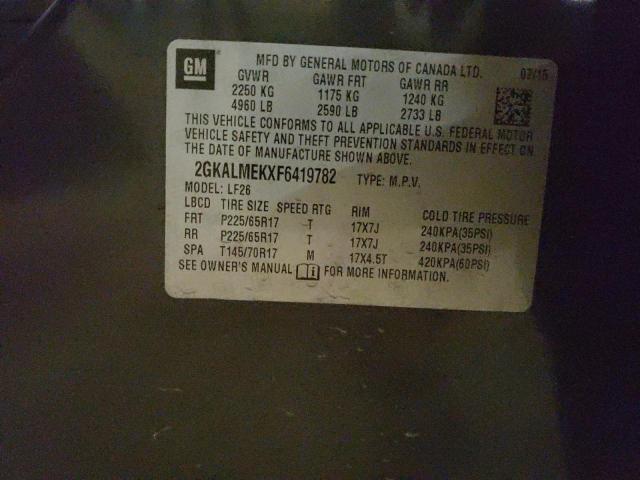 GM
MFD BY GENERAL MOTORS OF CANADA LTD. 02/15
GVWR GAWR FRT GAWR RR
2250 KG 1175 KG 1240 KG
4960 LB 2590 LB 2733 LB
THIS VEHICLE CONFORMS TO ALL APPLICABLE U.S. FEDERAL MOTOR
VEHICLE SAFETY AND THEFT PREVENTION STANDARDS IN EFFECT ON
THE DATE OF MANUFACTURE SHOWN ABOVE.
2GKALMEKXF6419782 TYPE: M.P.V.
MODEL: LF26
LBCD TIRE SIZE SPEED RTG RIM COLD TIRE PRESSURE
FRT P225/65R17 T 17X7J 240KPA(35PSI)
RR P225/65R17 T 17X7J 240KPA(35PSI)
SPA T145/70R17 M 17X4.5T 420KPA(60PSI)
SEE OWNER'S MANUAL FOR MORE INFORMATION.